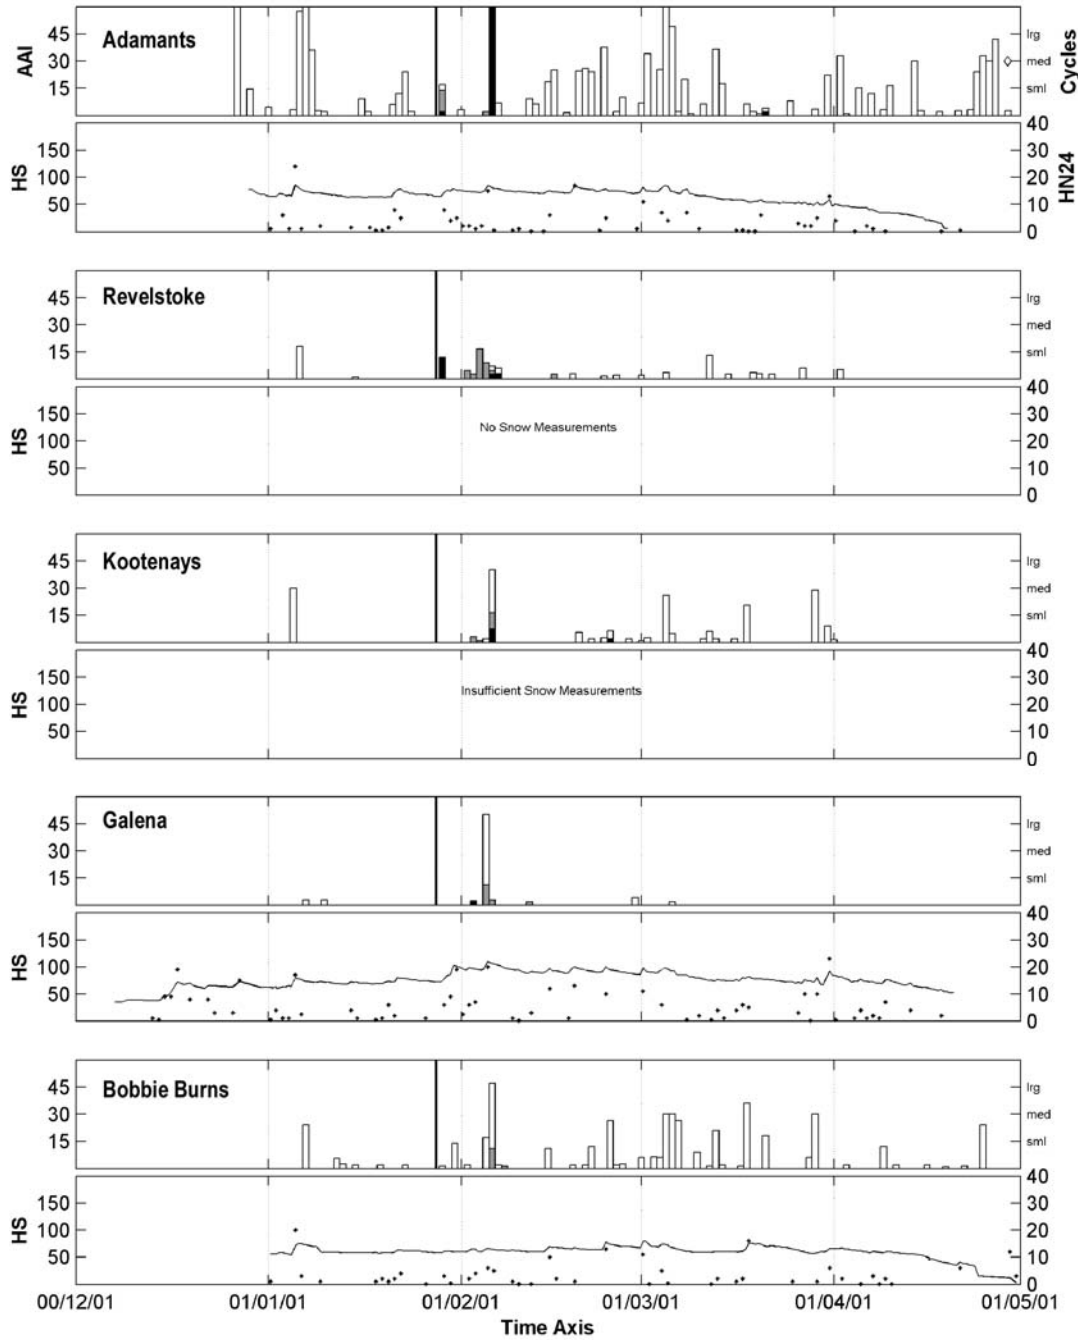 Adamants
45
30
15
AAI
lrg
med
sml
Cycles
150
100
50
HS
40
30
20
10
0
HN24
Revelstoke
45
30
15
lrg
med
sml
150
100
50
HS
No Snow Measurements
40
30
20
10
0
Kootenays
45
30
15
lrg
med
sml
150
100
50
HS
Insufficient Snow Measurements
40
30
20
10
0
Galena
45
30
15
lrg
med
sml
150
100
50
HS
40
30
20
10
0
Bobbie Burns
45
30
15
lrg
med
sml
150
100
50
HS
40
30
20
10
0
00/12/01 01/01/01 01/02/01 01/03/01 01/04/01 01/05/01
Time Axis